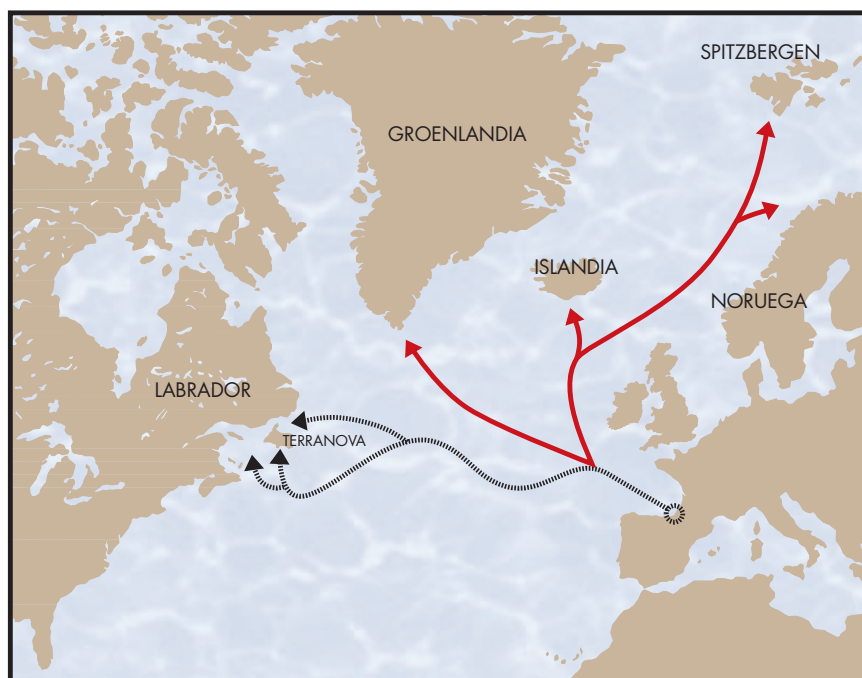 SPITZBERGEN
GROENLANDIA
ISLANDIA
NORUEGA
LABRADOR
TERRANOVA